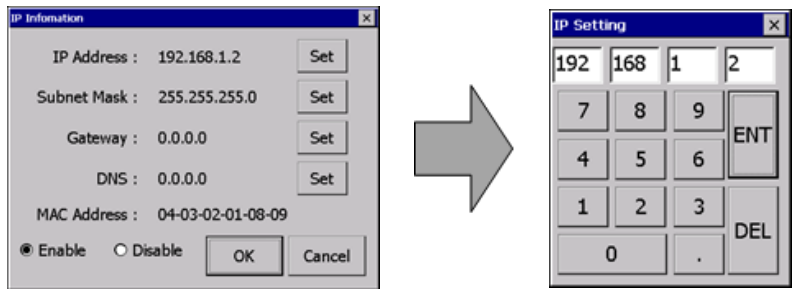 IP Infomation
IP Address : 192.168.1.2 Set
Subnet Mask : 255.255.255.0 Set
Gateway : 0.0.0.0 Set
DNS : 0.0.0.0 Set
MAC Address : 04-03-02-01-08-09
Enable Disable OK Cancel
IP Setting
192 168 1 2
7 8 9 ENT
4 5 6
1 2 3 DEL
0 .